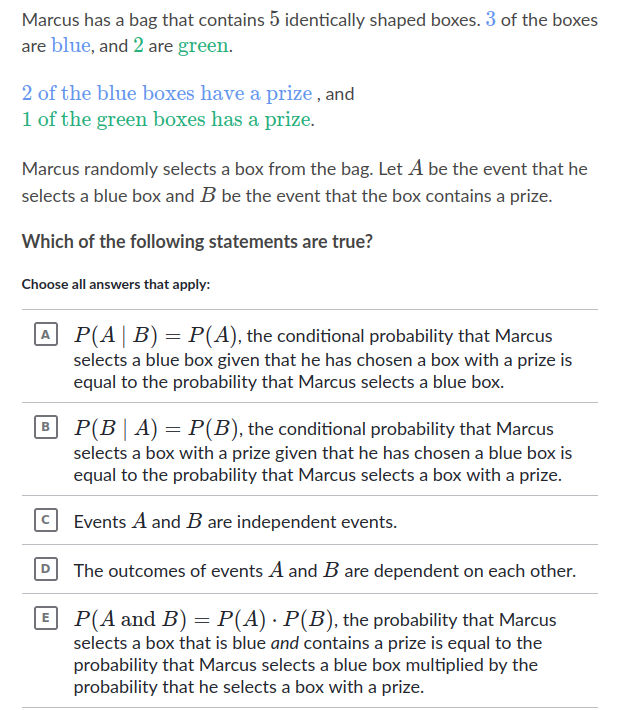 Marcus has a bag that contains 5 identically shaped boxes. 3 of the boxes
are blue, and 2 are green.
2 of the blue boxes have a prize , and
1 of the green boxes has a prize.
Marcus randomly selects a box from the bag. Let A be the event that he
selects a blue box and B be the event that the box contains a prize.
Which of the following statements are true?
Choose all answers that apply:
A P(A | B) = P(A), the conditional probability that Marcus
selects a blue box given that he has chosen a box with a prize is
equal to the probability that Marcus selects a blue box.
B P(B | A) = P(B), the conditional probability that Marcus
selects a box with a prize given that he has chosen a blue box is
equal to the probability that Marcus selects a box with a prize.
C Events A and B are independent events.
D The outcomes of events A and B are dependent on each other.
E P(A and B) = P(A) · P(B), the probability that Marcus
selects a box that is blue and contains a prize is equal to the
probability that Marcus selects a blue box multiplied by the
probability that he selects a box with a prize.